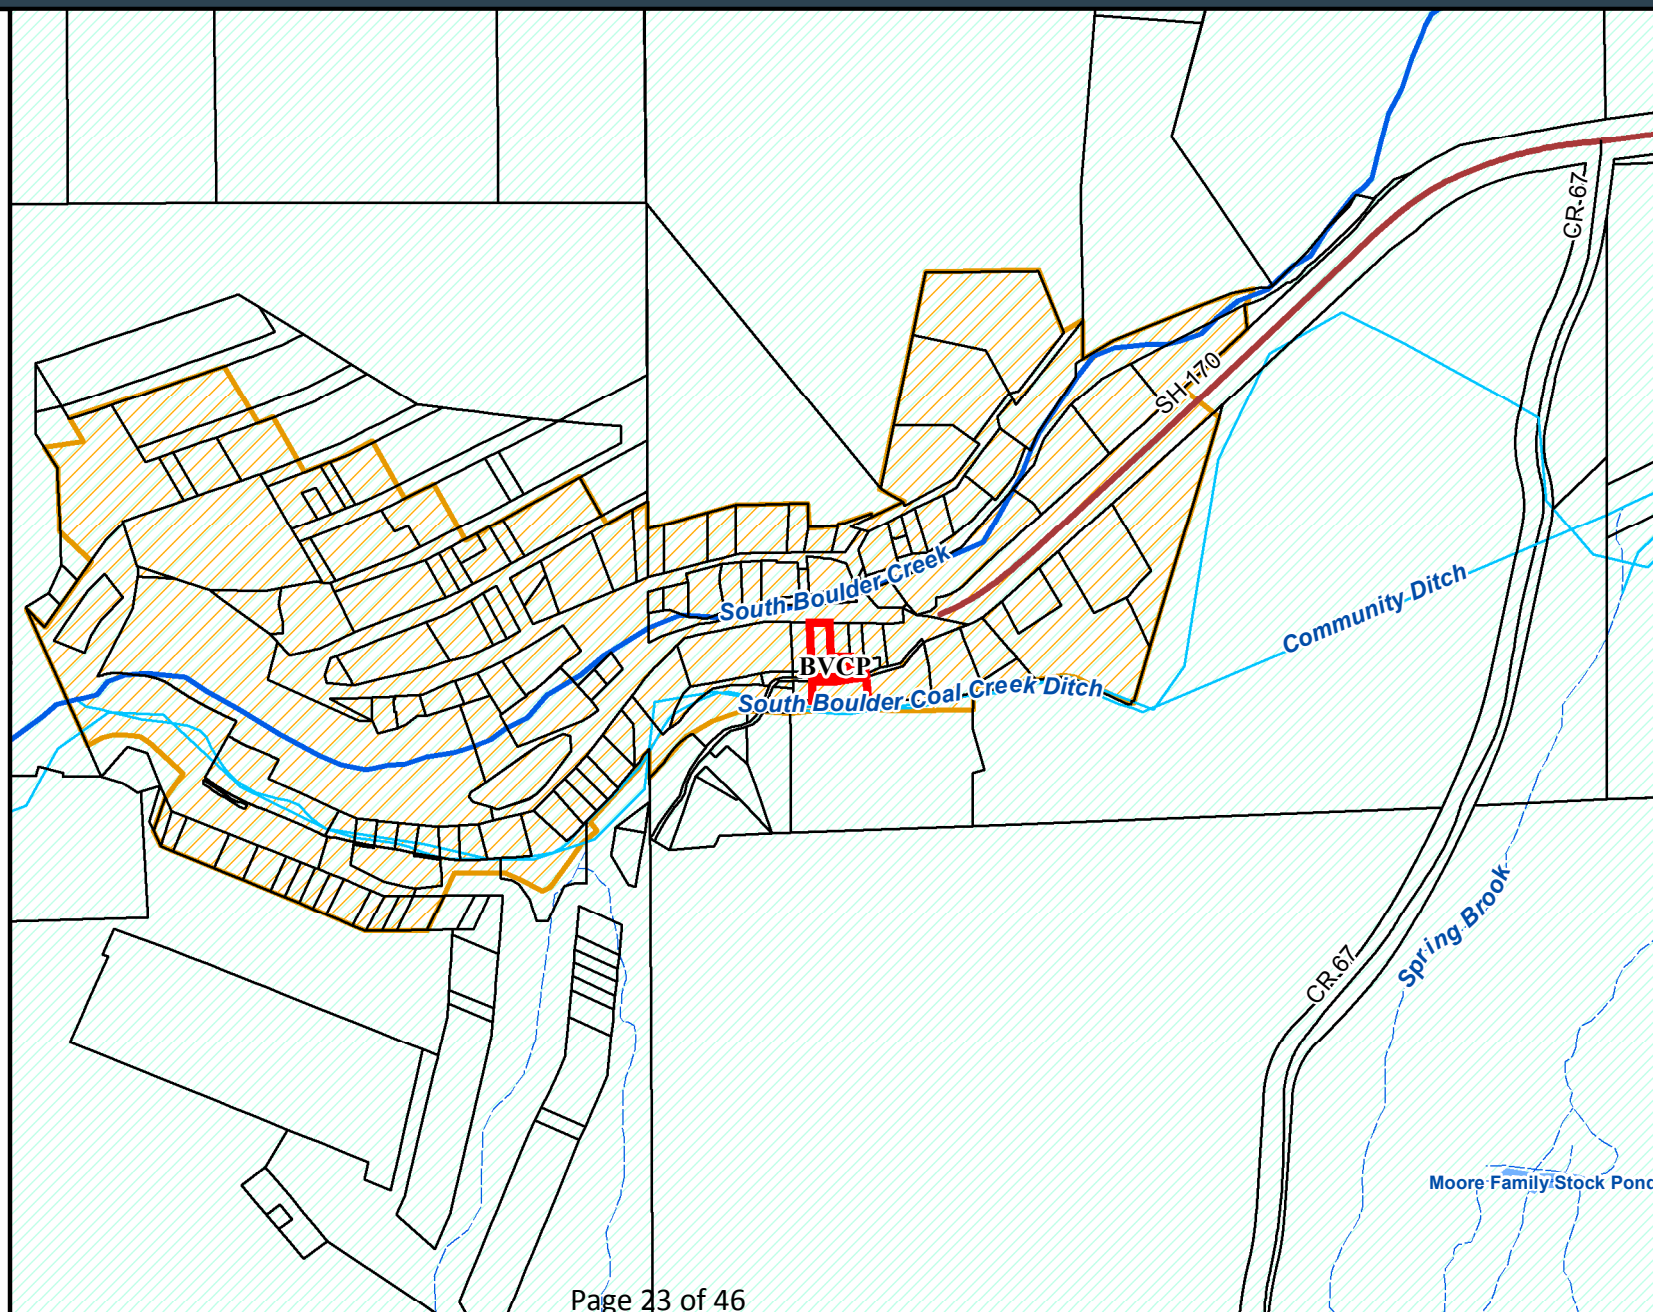 CR-67
SH-170
South Boulder Creek
Community Ditch
BVCP
South Boulder Coal Creek Ditch
Spring Brook
CR-67
Moore Family Stock Pond
Page 23 of 46